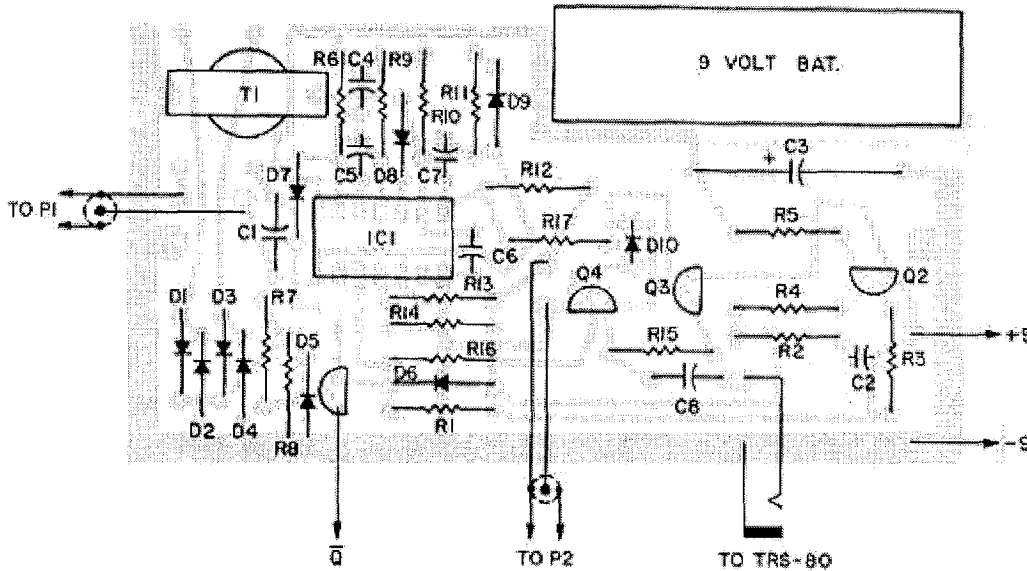 9 VOLT BAT.
R6 C4 R9
T1
R11
D9
R10
C3
+
D7
C5 D8 C7
R12
TO P1
R5
C1
IC1
R17
D10
C6
Q4
Q3
Q2
R13
D1 D3 R7
R14
R4
D5
R16
R15
R2
C2
R3
D6
C8
D2 D4
R8
R1
Q̅
TO P2
TO TRS-80